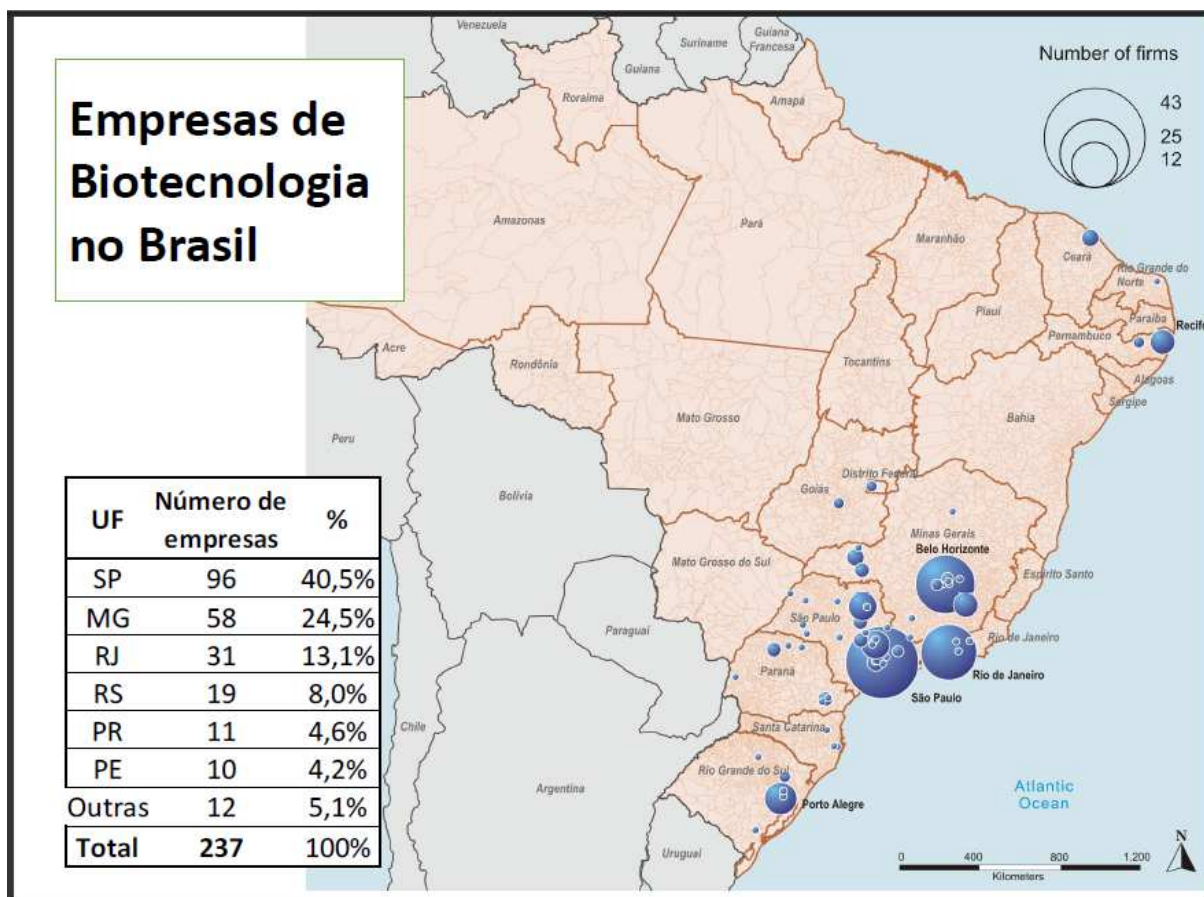 Empresas de
Biotecnologia
no Brasil
Number of firms
43
25
12
Venezuela
Guiana
Suriname
Guiana
Francesa
Roraima
Amapá
Amazonas
Pará
Maranhão
Ceará
Rio Grande do
Norte
Paraíba
Piauí
Pernambuco
Recife
Alagoas
Sergipe
Acre
Rondônia
Tocantins
Mato Grosso
Bahia
Peru
Bolívia
Goiás
Distrito Federal
Minas Gerais
Belo Horizonte
Mato Grosso do Sul
Espírito Santo
São Paulo
Rio de Janeiro
Paraguai
Paraná
Rio de Janeiro
São Paulo
Chile
Santa Catarina
Rio Grande do Sul
Argentina
Porto Alegre
Uruguai
Atlantic
Ocean
N
0 400 800 1,200
Kilometers
UF Número de empresas %
SP 96 40,5%
MG 58 24,5%
RJ 31 13,1%
RS 19 8,0%
PR 11 4,6%
PE 10 4,2%
Outras 12 5,1%
Total 237 100%